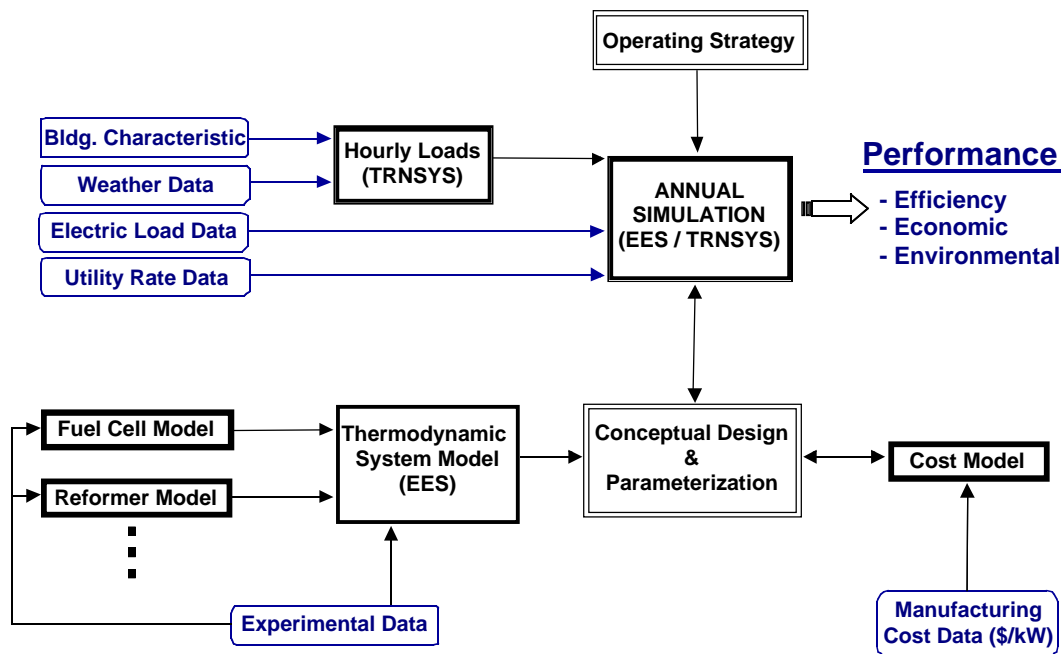 Operating Strategy
Bldg. Characteristic
Weather Data
Electric Load Data
Utility Rate Data
Hourly Loads
(TRNSYS)
ANNUAL
SIMULATION
(EES / TRNSYS)
Performance
- Efficiency
- Economic
- Environmental
Fuel Cell Model
Reformer Model
Thermodynamic
System Model
(EES)
Conceptual Design
&
Parameterization
Cost Model
Experimental Data
Manufacturing
Cost Data ($/kW)